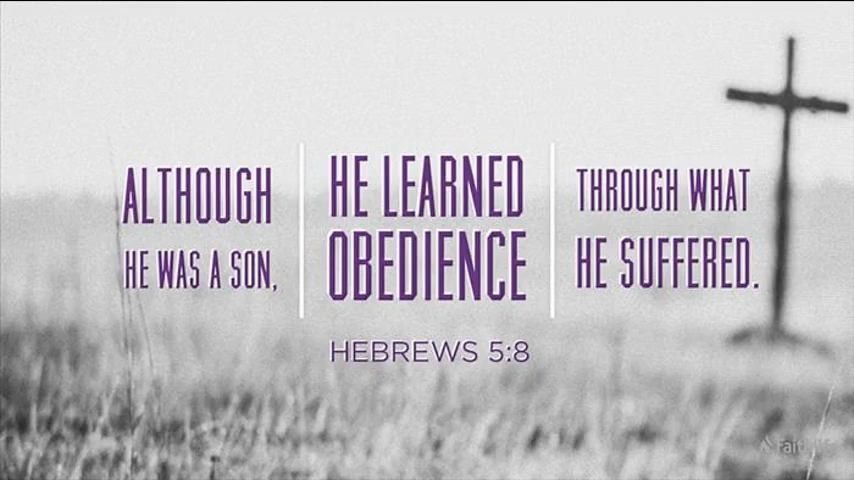 ALTHOUGH
HE WAS A SON,
HE LEARNED
OBEDIENCE
THROUGH WHAT
HE SUFFERED.
HEBREWS 5:8